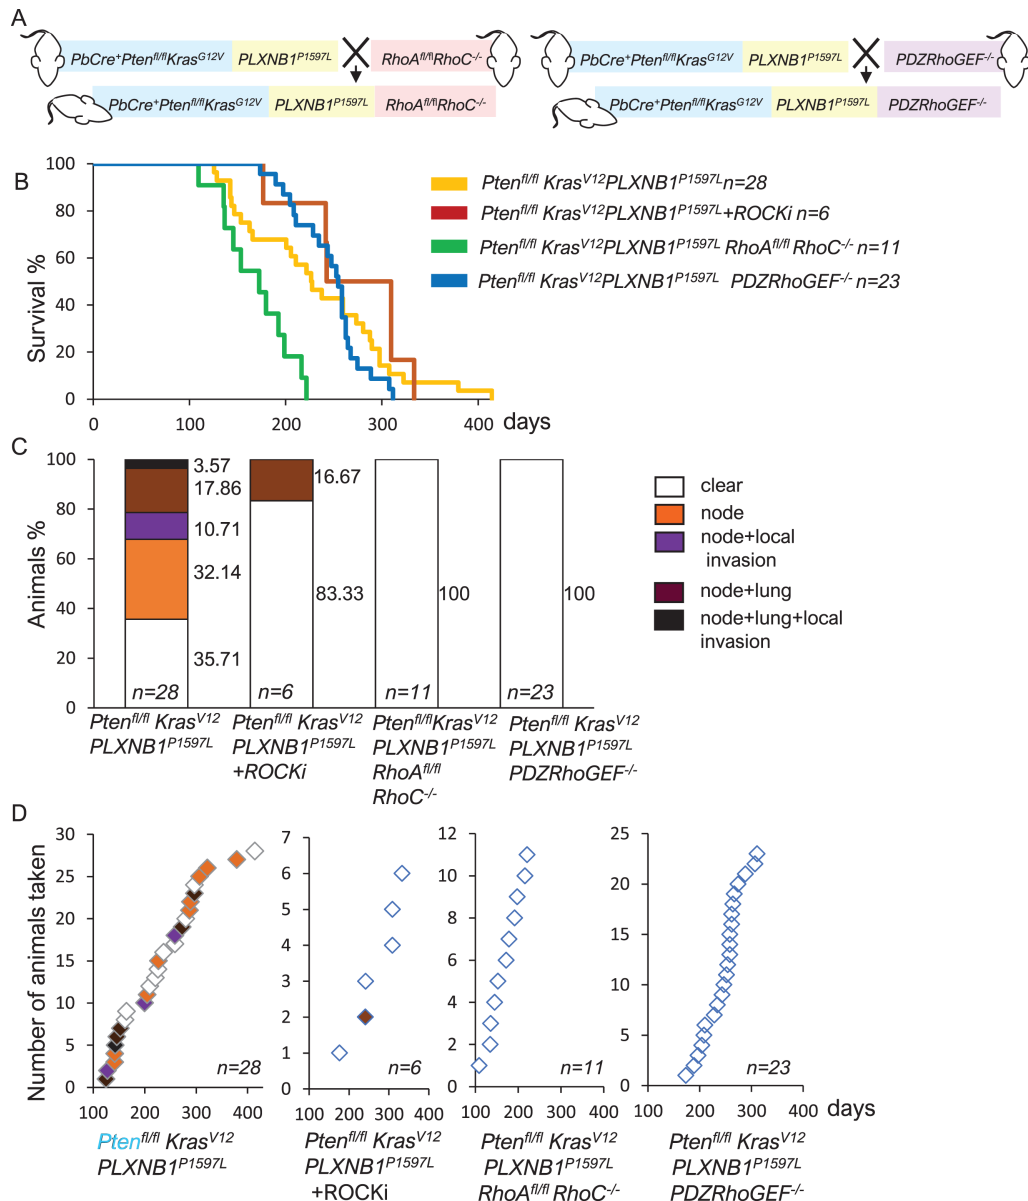 A
PbCre⁺Ptenᶠˡ/ᶠˡKrasᴳ¹²ⱽ PLXNB1ᴾ¹⁵⁹⁷ᴸ RhoAᶠˡ/ᶠˡRhoC⁻/⁻
PbCre⁺Ptenᶠˡ/ᶠˡKrasᴳ¹²ⱽ PLXNB1ᴾ¹⁵⁹⁷ᴸ PDZRhoGEF⁻/⁻
PbCre⁺Ptenᶠˡ/ᶠˡKrasᴳ¹²ⱽ PLXNB1ᴾ¹⁵⁹⁷ᴸ RhoAᶠˡ/ᶠˡRhoC⁻/⁻
PbCre⁺Ptenᶠˡ/ᶠˡKrasᴳ¹²ⱽ PLXNB1ᴾ¹⁵⁹⁷ᴸ PDZRhoGEF⁻/⁻
B
Survival %
100
80
60
40
20
0
0 100 200 300 400 days
Ptenᶠˡ/ᶠˡ Krasⱽ¹²PLXNB1ᴾ¹⁵⁹⁷ᴸn=28
Ptenᶠˡ/ᶠˡ Krasⱽ¹²PLXNB1ᴾ¹⁵⁹⁷ᴸ+ROCKi n=6
Ptenᶠˡ/ᶠˡ Krasⱽ¹²PLXNB1ᴾ¹⁵⁹⁷ᴸ RhoAᶠˡ/ᶠˡ RhoC⁻/⁻ n=11
Ptenᶠˡ/ᶠˡ Krasⱽ¹²PLXNB1ᴾ¹⁵⁹⁷ᴸ PDZRhoGEF⁻/⁻ n=23
C
Animals %
100
80
60
40
20
0
3.57
17.86
10.71
32.14
35.71
n=28
16.67
83.33
n=6
100
n=11
100
n=23
Ptenᶠˡ/ᶠˡ Krasⱽ¹²
PLXNB1ᴾ¹⁵⁹⁷ᴸ
Ptenᶠˡ/ᶠˡ Krasⱽ¹²
PLXNB1ᴾ¹⁵⁹⁷ᴸ
+ROCKi
Ptenᶠˡ/ᶠˡ Krasⱽ¹²
PLXNB1ᴾ¹⁵⁹⁷ᴸ
RhoAᶠˡ/ᶠˡ
RhoC⁻/⁻
Ptenᶠˡ/ᶠˡ Krasⱽ¹²
PLXNB1ᴾ¹⁵⁹⁷ᴸ
PDZRhoGEF⁻/⁻
clear
node
node+local
invasion
node+lung
node+lung+local
invasion
D
Number of animals taken
30
25
20
15
10
5
0
100 200 300 400
n=28
Ptenᶠˡ/ᶠˡ Krasⱽ¹²
PLXNB1ᴾ¹⁵⁹⁷ᴸ
7
6
5
4
3
2
1
0
100 200 300 400
n=6
Ptenᶠˡ/ᶠˡ Krasⱽ¹²
PLXNB1ᴾ¹⁵⁹⁷ᴸ
+ROCKi
12
10
8
6
4
2
0
100 200 300 400
n=11
Ptenᶠˡ/ᶠˡ Krasⱽ¹²
PLXNB1ᴾ¹⁵⁹⁷ᴸ
RhoAᶠˡ/ᶠˡ RhoC⁻/⁻
25
20
15
10
5
0
100 200 300 400 days
n=23
Ptenᶠˡ/ᶠˡ Krasⱽ¹²
PLXNB1ᴾ¹⁵⁹⁷ᴸ
PDZRhoGEF⁻/⁻